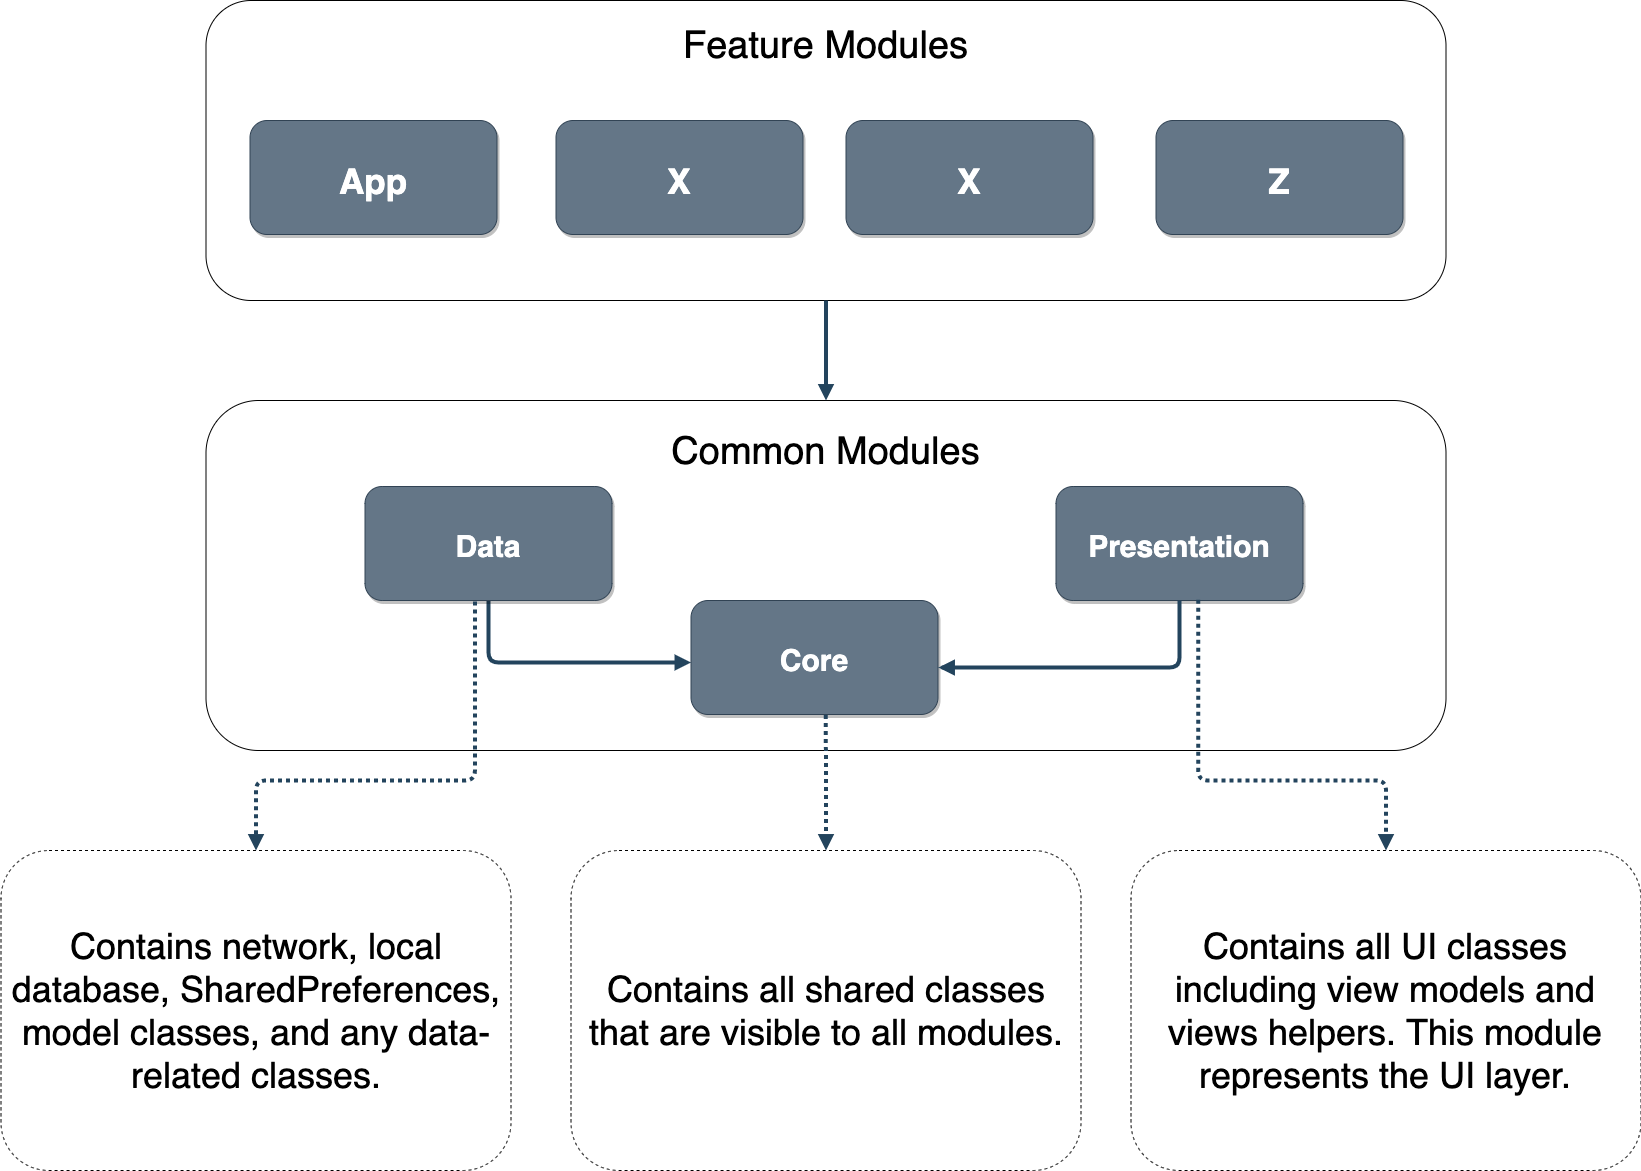 Feature Modules
App
X
X
Z
Common Modules
Data
Presentation
Core
Contains network, local
database, SharedPreferences,
model classes, and any data-
related classes.
Contains all shared classes
that are visible to all modules.
Contains all UI classes
including view models and
views helpers. This module
represents the UI layer.